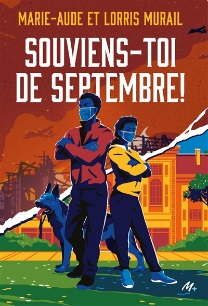 MARIE-AUDE ET LORRIS MURAIL
SOUVIENS-TOI
DE SEPTEMBRE!
M+